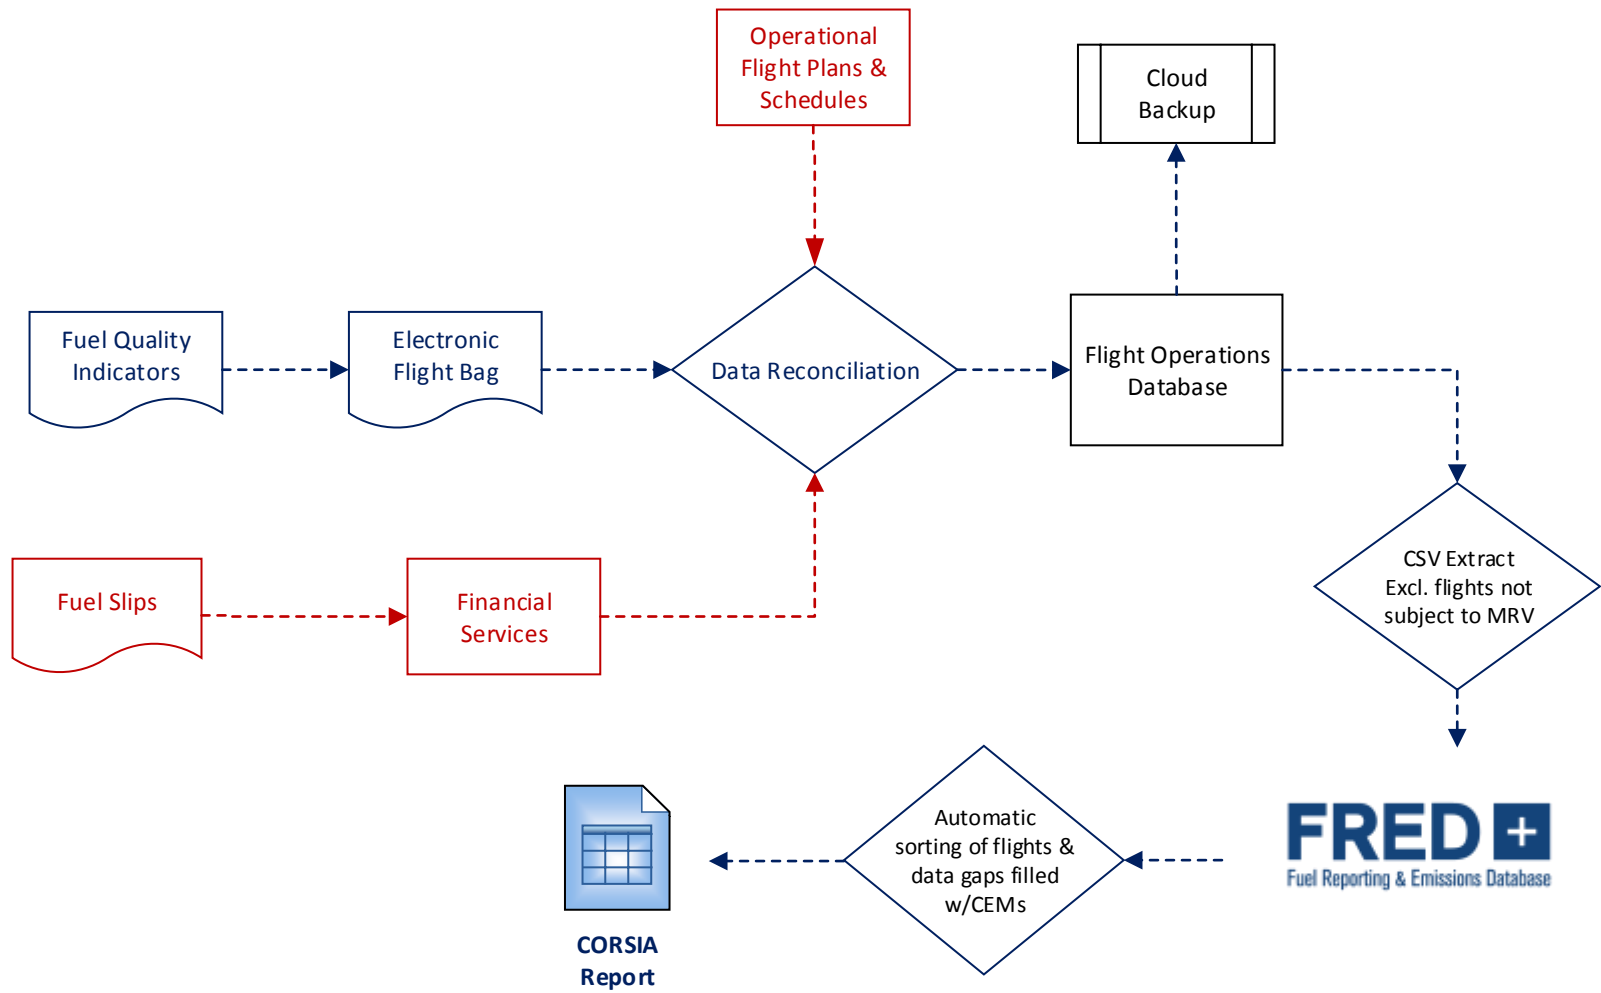 Operational
Flight Plans &
Schedules
Cloud
Backup
Fuel Quality
Indicators
Electronic
Flight Bag
Data Reconciliation
Flight Operations
Database
Fuel Slips
Financial
Services
CSV Extract
Excl. flights not
subject to MRV
Automatic
sorting of flights &
data gaps filled
w/CEMs
FRED +
Fuel Reporting & Emissions Database
CORSIA
Report